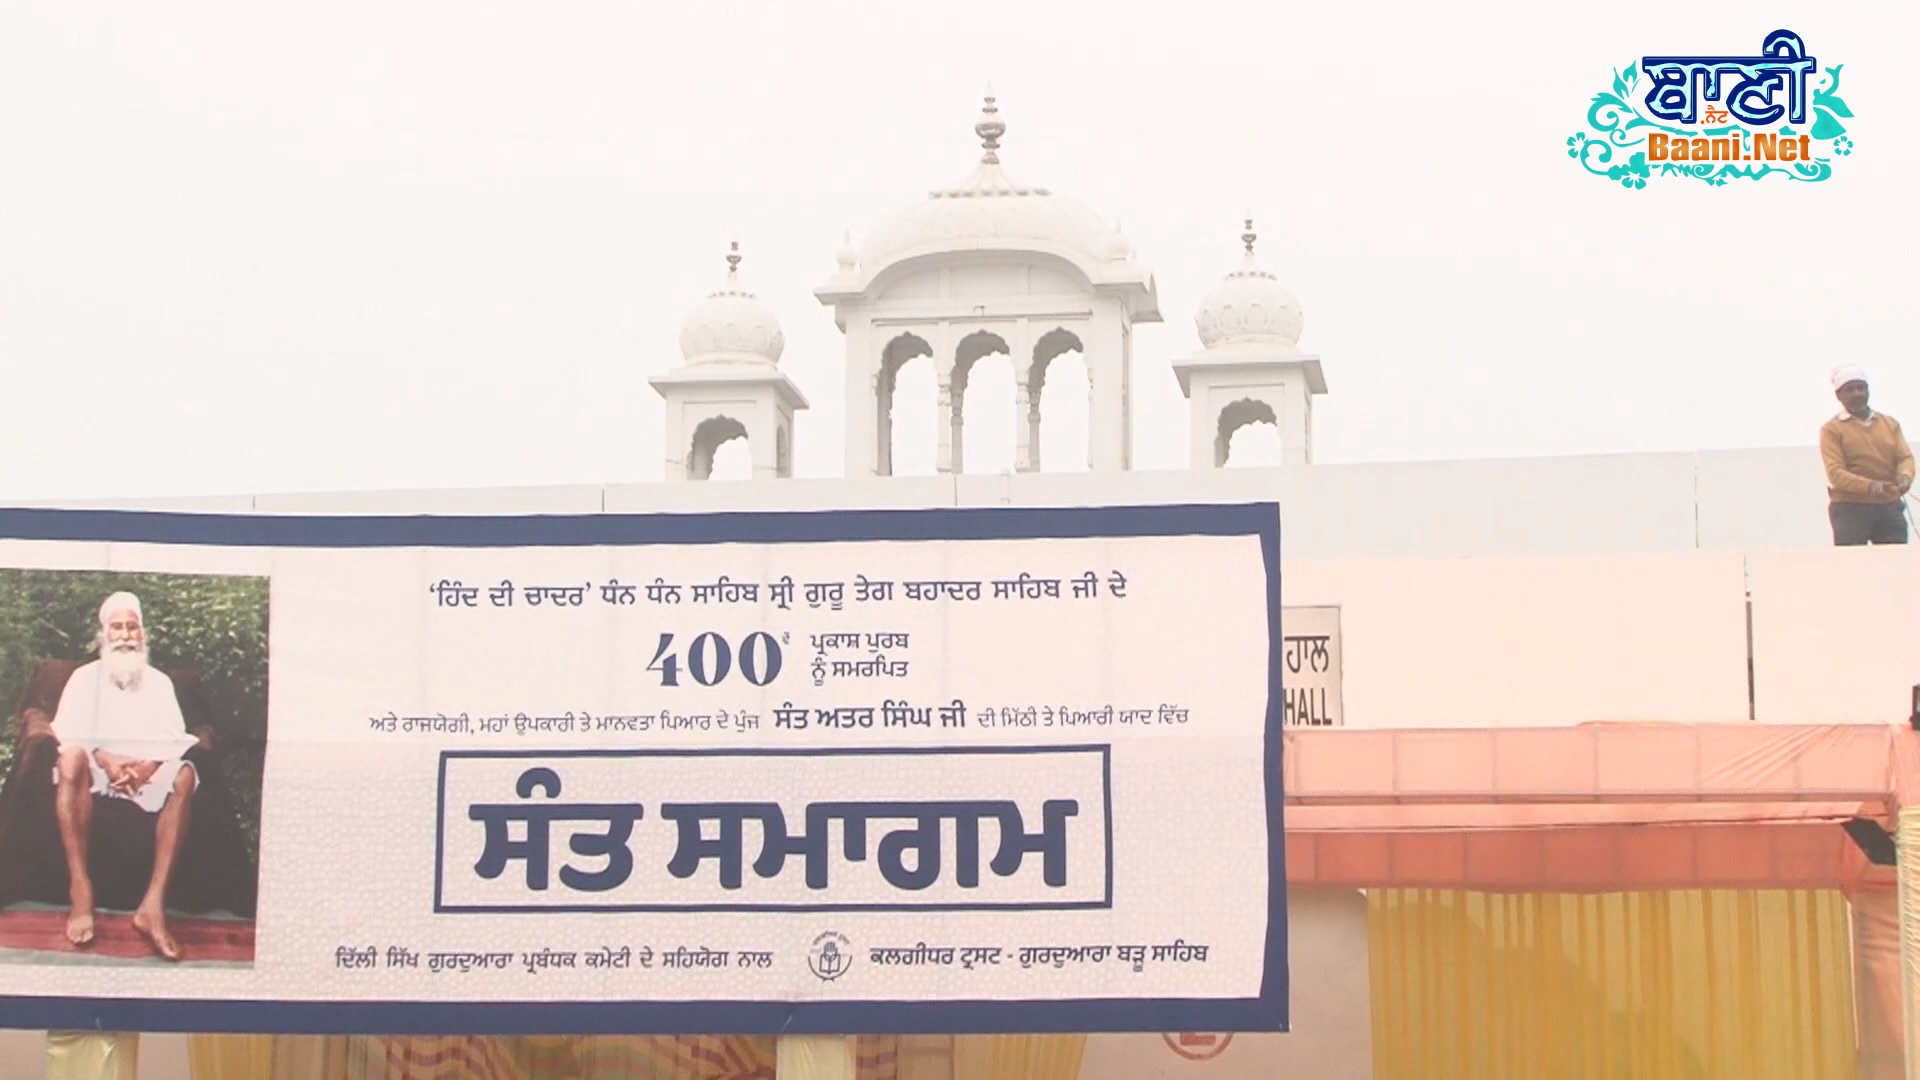 ਬਾਣੀ
.ਨੈਟ
Baani.Net
‘ਹਿੰਦ ਦੀ ਚਾਦਰ’ ਧੰਨ ਧੰਨ ਸਾਹਿਬ ਸ੍ਰੀ ਗੁਰੂ ਤੇਗ ਬਹਾਦਰ ਸਾਹਿਬ ਜੀ ਦੇ
400ਵੇਂ ਪ੍ਰਕਾਸ਼ ਪੁਰਬ
ਨੂੰ ਸਮਰਪਿਤ
ਅਤੇ ਰਾਜਯੋਗੀ, ਮਹਾਂ ਉਪਕਾਰੀ ਤੇ ਮਾਨਵਤਾ ਪਿਆਰ ਦੇ ਪੁੰਜ ਸੰਤ ਅਤਰ ਸਿੰਘ ਜੀ ਦੀ ਮਿੱਠੀ ਤੇ ਪਿਆਰੀ ਯਾਦ ਵਿੱਚ
ਸੰਤ ਸਮਾਗਮ
ਦਿੱਲੀ ਸਿੱਖ ਗੁਰਦੁਆਰਾ ਪ੍ਰਬੰਧਕ ਕਮੇਟੀ ਦੇ ਸਹਿਯੋਗ ਨਾਲ ਕਲਗੀਧਰ ਟ੍ਰਸਟ - ਗੁਰਦੁਆਰਾ ਬੜੂ ਸਾਹਿਬ
ਹਾਲ
HALL